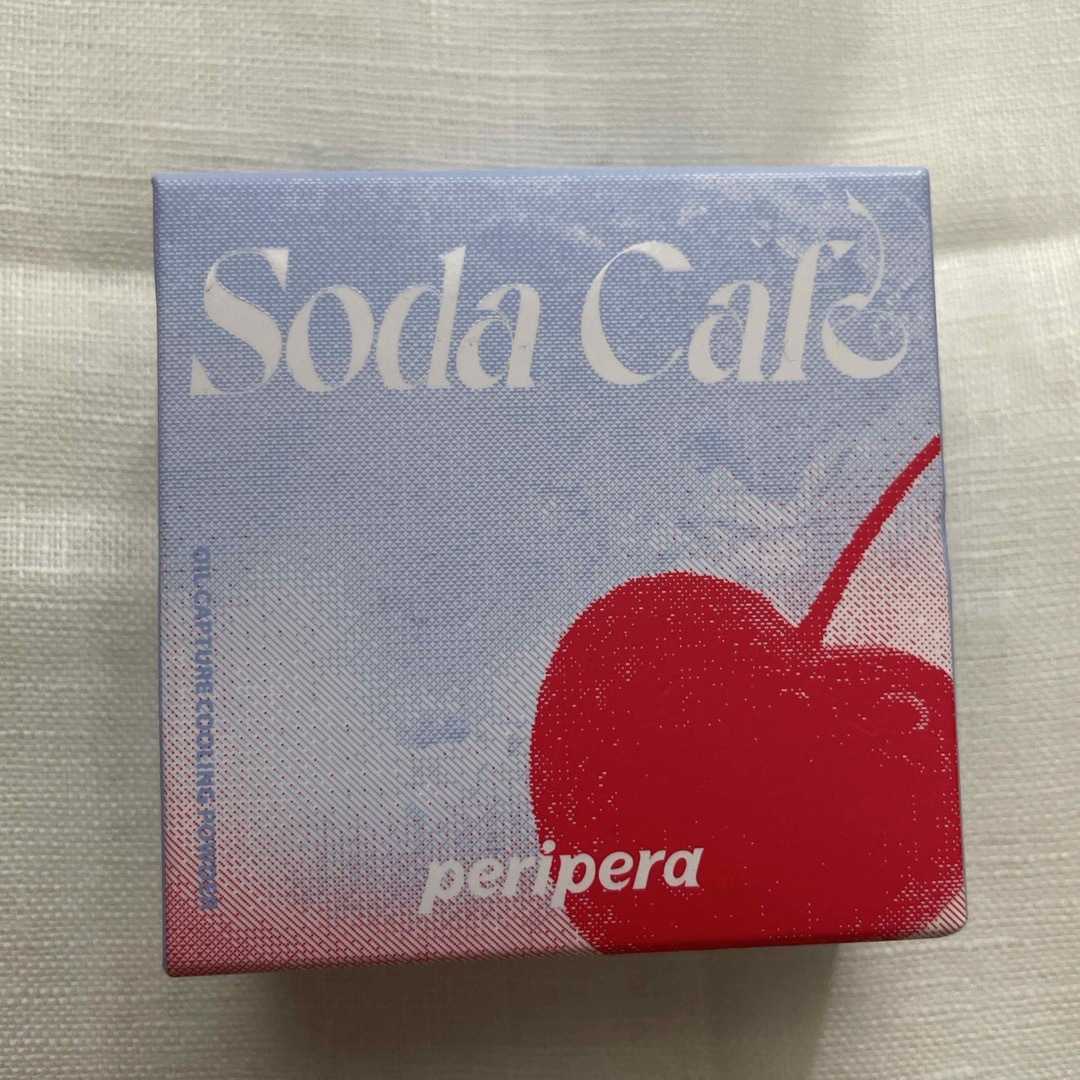 Soda Café
OIL-CAPTURE COOLING POWDER
peripera